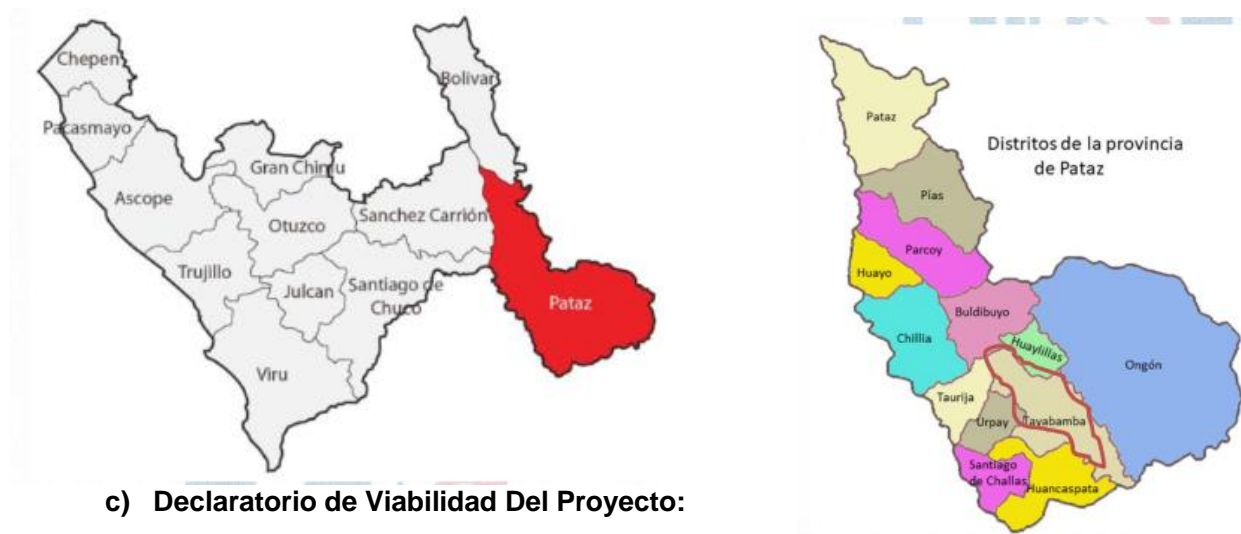 Chepen
Pacasmayo
Ascope
Trujillo
Viru
Gran Chimu
Otuzco
Julcan
Santiago de
Chuco
Sanchez Carrión
Bolívar
Pataz
c) Declaratorio de Viabilidad Del Proyecto:
Distritos de la provincia
de Pataz
Pataz
Pías
Parcoy
Huayo
Buldibuyo
Chillia
Huaylillas
Ongón
Taurija
Urpay
Tayabamba
Santiago
de Challas
Huancaspata